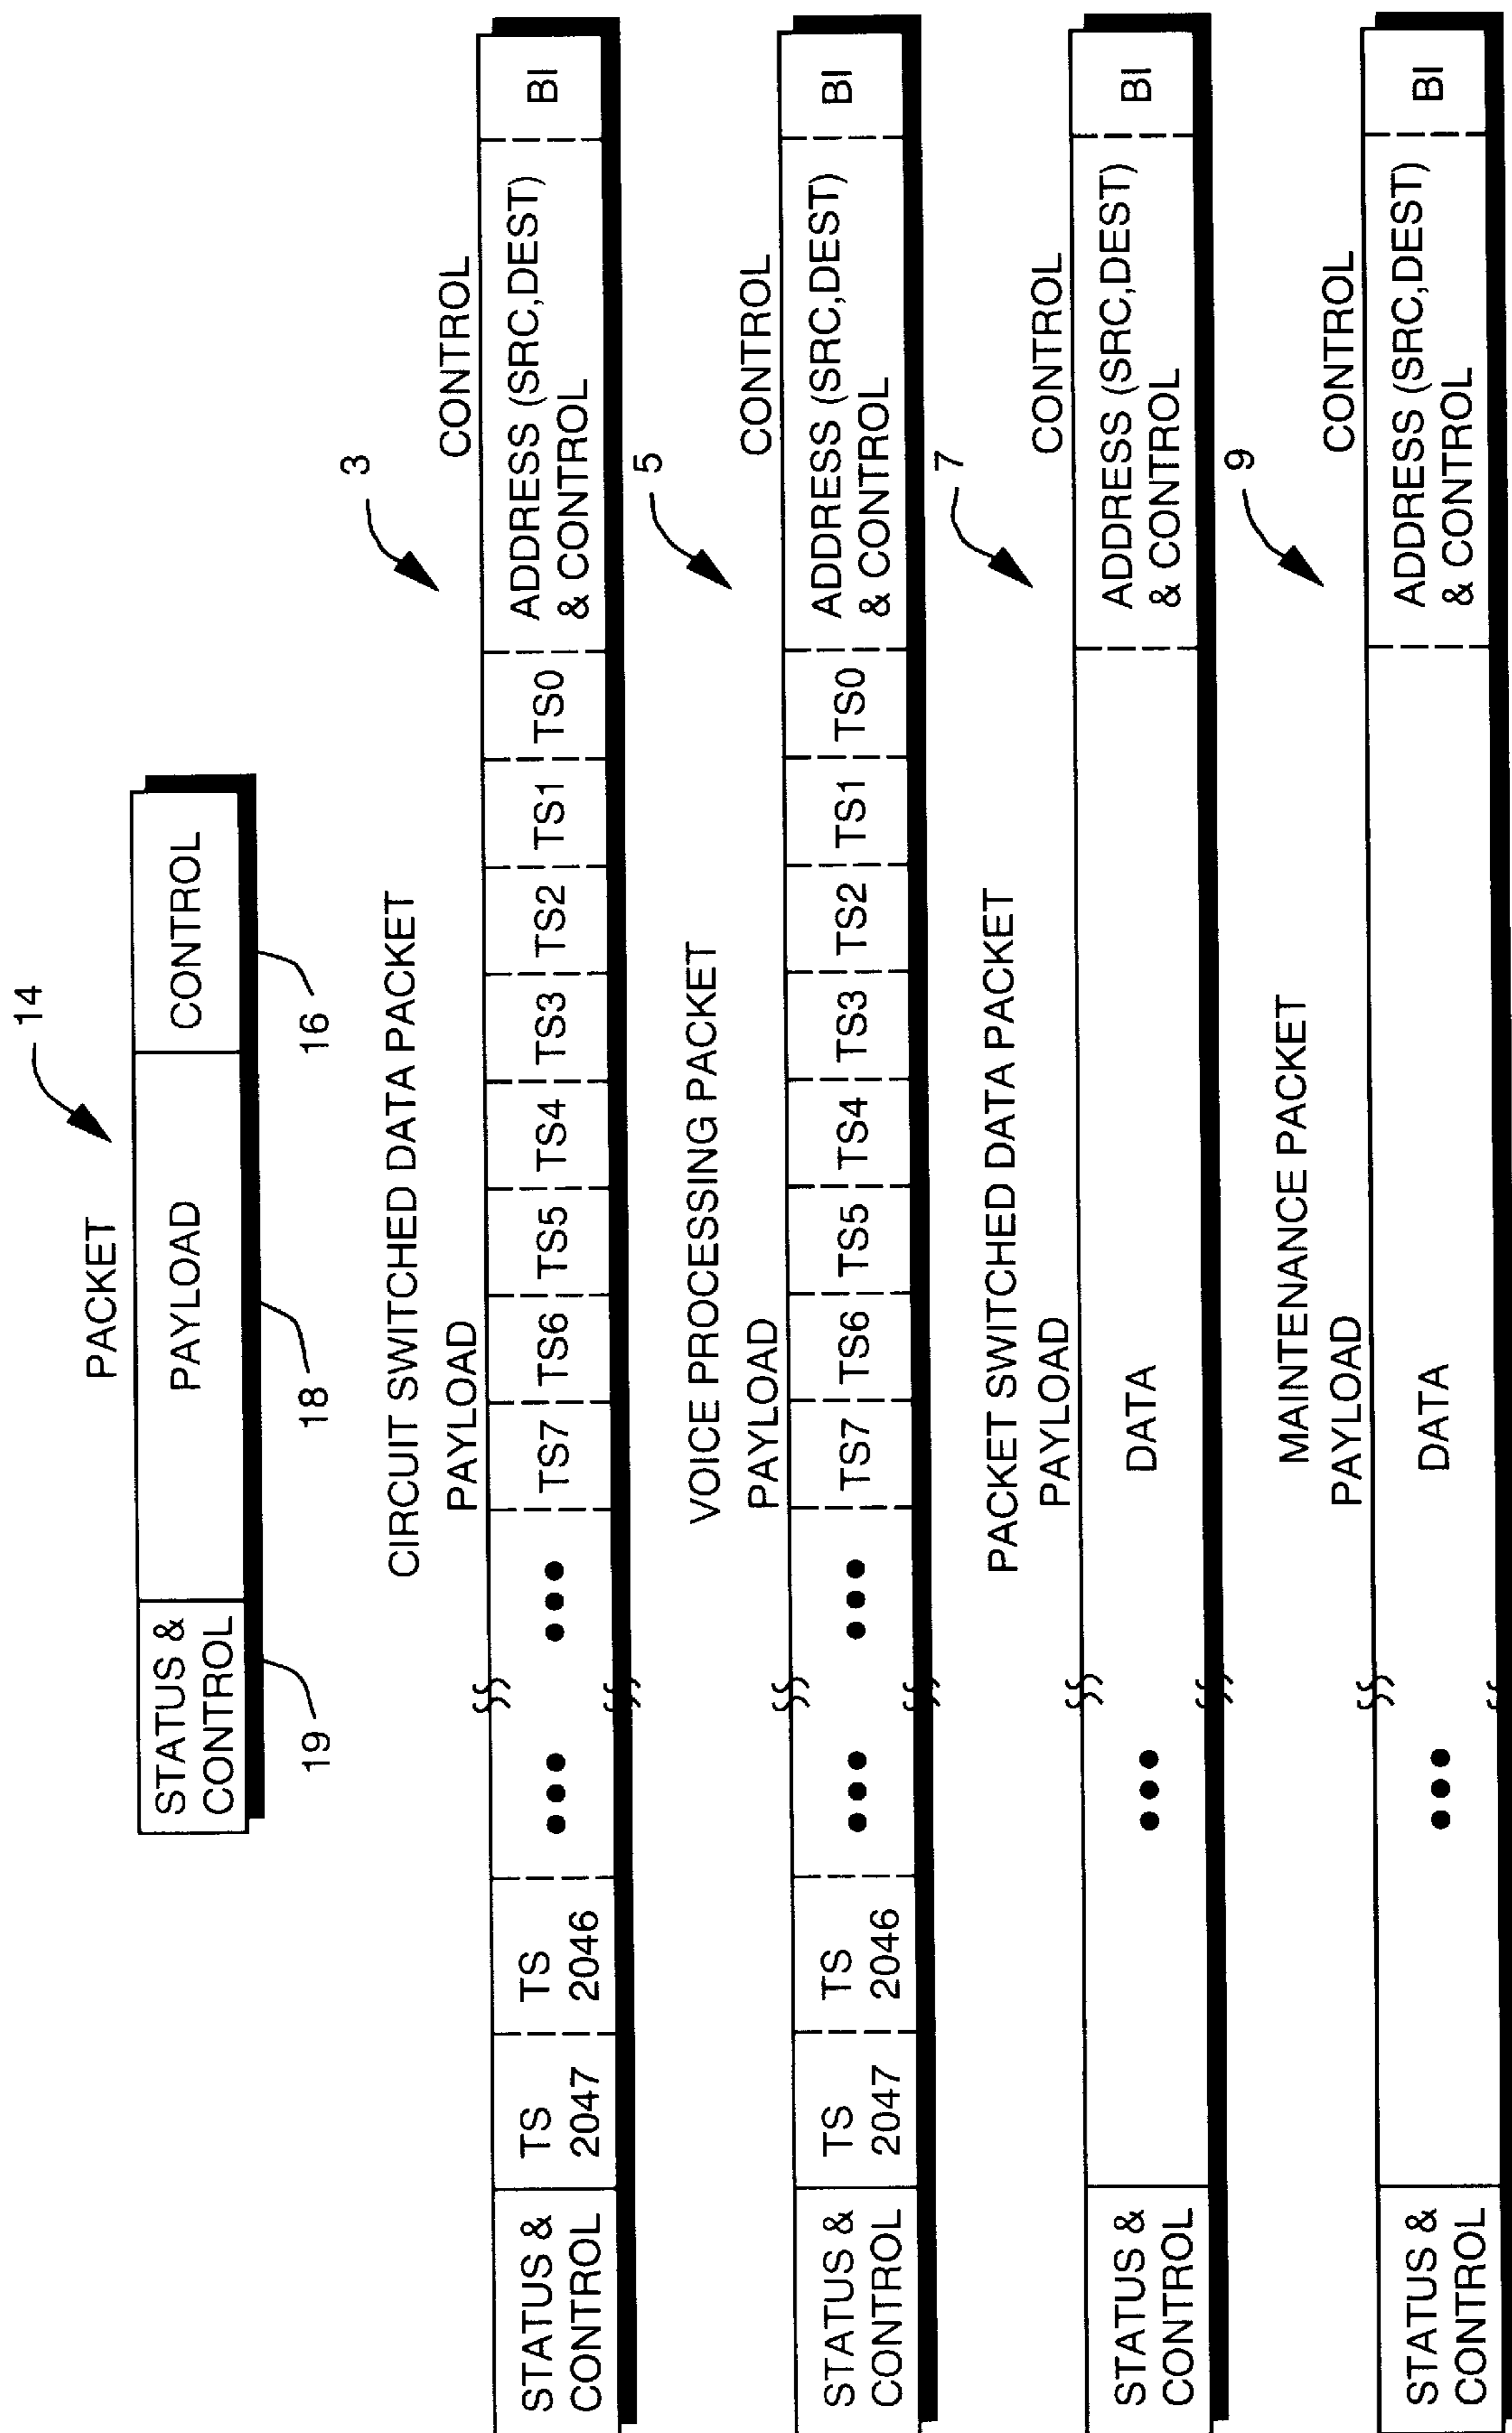 14
PACKET
STATUS &
CONTROL
PAYLOAD
CONTROL
19
18
16
CIRCUIT SWITCHED DATA PACKET
3
PAYLOAD
CONTROL
STATUS &
CONTROL
TS
2047
TS
2046
•••
•••
TS7
TS6
TS5
TS4
TS3
TS2
TS1
TS0
ADDRESS (SRC,DEST)
& CONTROL
BI
VOICE PROCESSING PACKET
5
PAYLOAD
CONTROL
STATUS &
CONTROL
TS
2047
TS
2046
•••
•••
TS7
TS6
TS5
TS4
TS3
TS2
TS1
TS0
ADDRESS (SRC,DEST)
& CONTROL
BI
PACKET SWITCHED DATA PACKET
7
PAYLOAD
CONTROL
STATUS &
CONTROL
•••
DATA
ADDRESS (SRC,DEST)
& CONTROL
BI
MAINTENANCE PACKET
9
PAYLOAD
CONTROL
STATUS &
CONTROL
•••
DATA
ADDRESS (SRC,DEST)
& CONTROL
BI